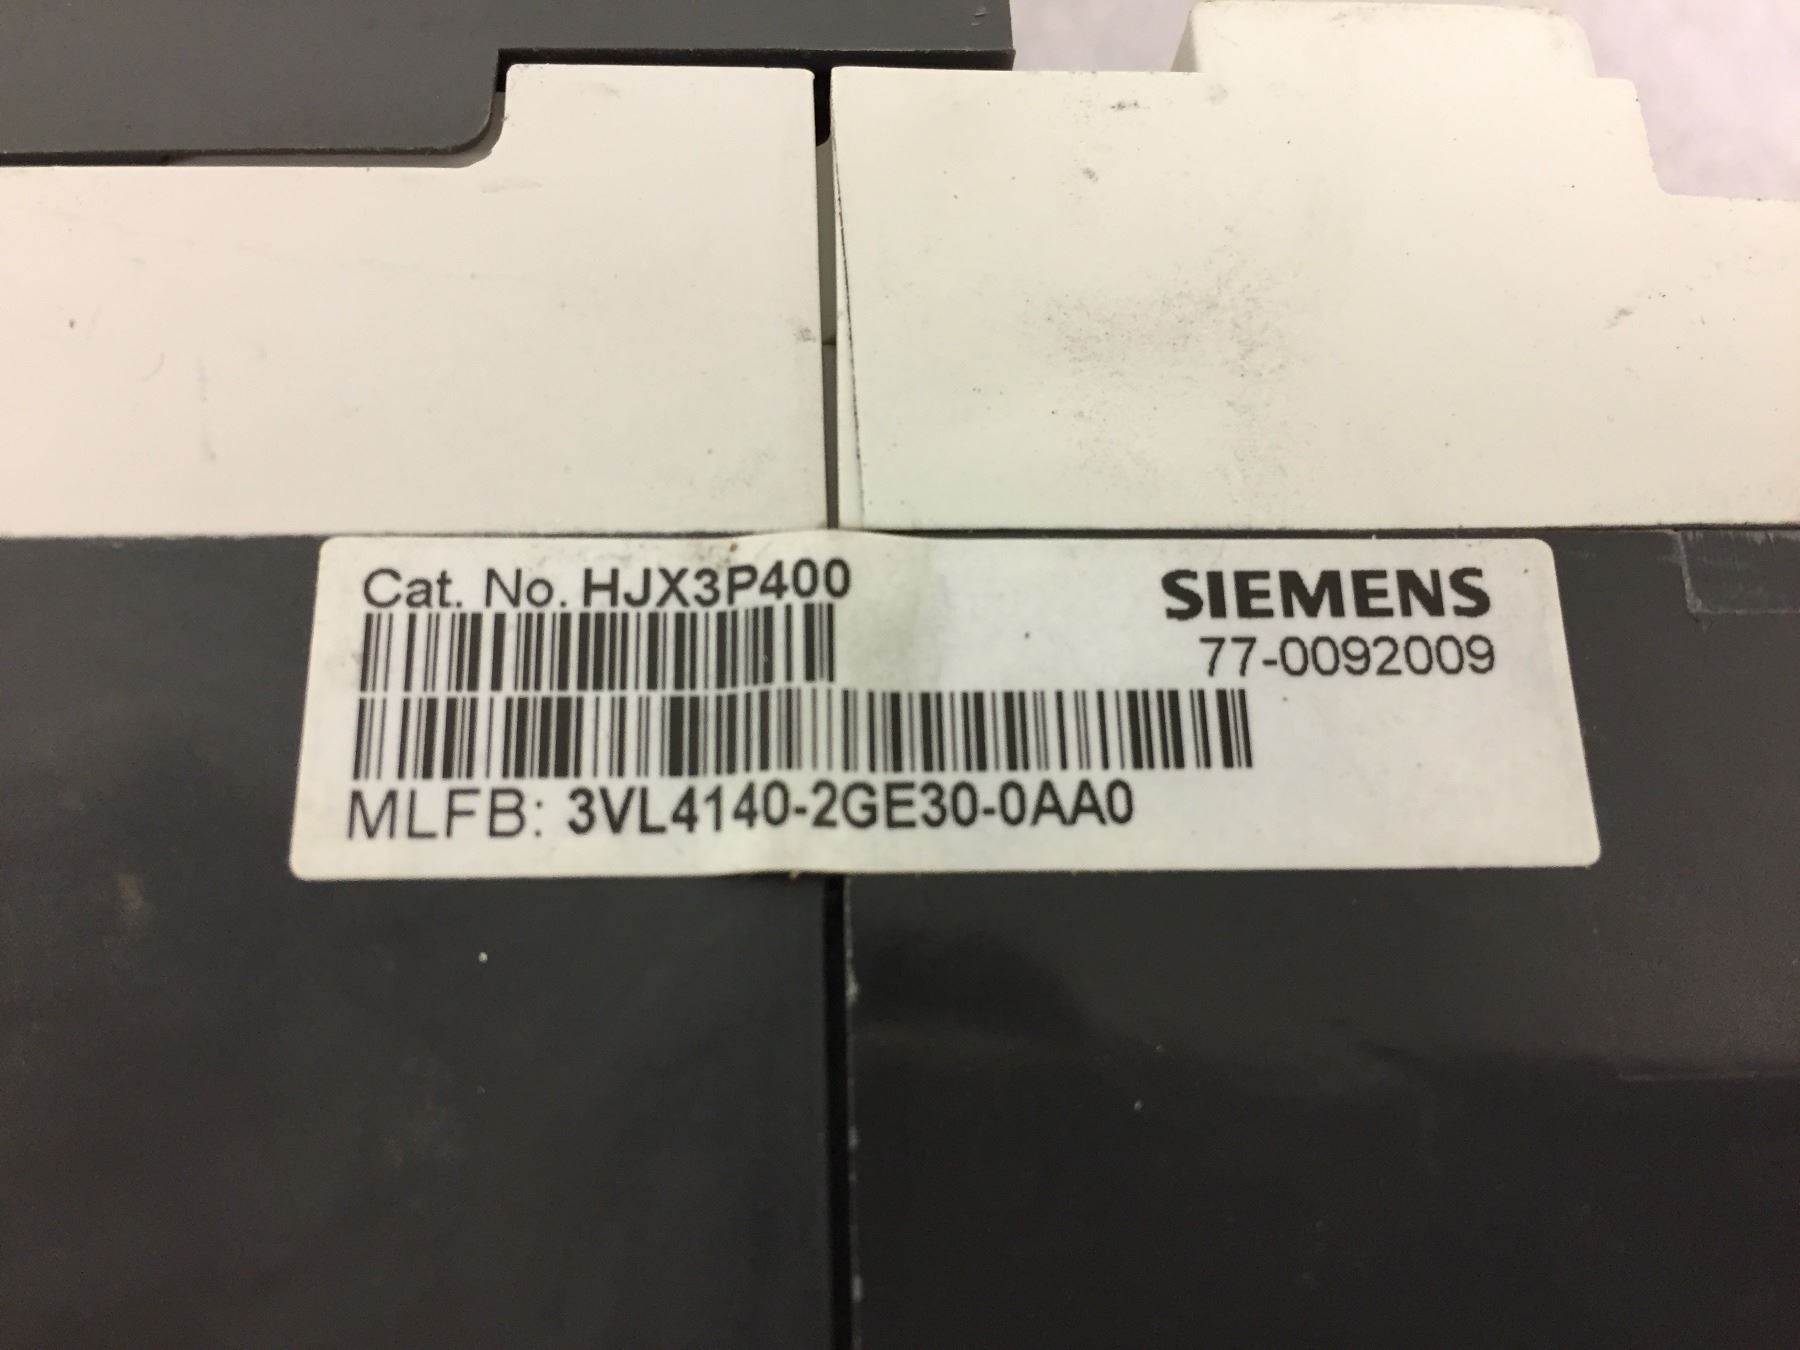 Cat. No. HJX3P400
SIEMENS
77-0092009
MLFB: 3VL4140-2GE30-0AA0